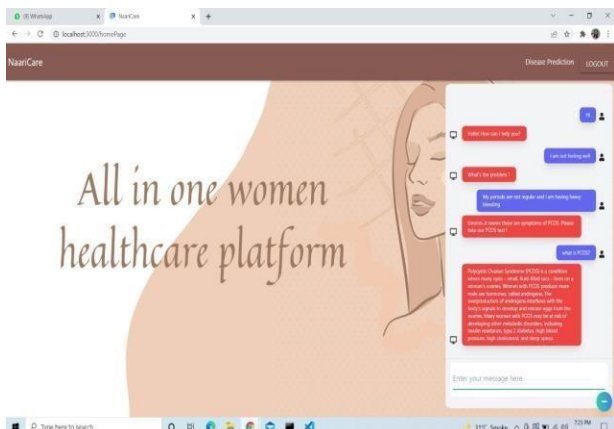 (8) WhatsApp
NaariCare
localhost:3000/homePage
NaariCare
Disease Prediction
LOGOUT
All in one women
healthcare platform
Hi
Hello! How can I help you?
I am not feeling well
What's the problem ?
My periods are not regular and I am having heavy
bleeding
it seems these are symptoms of PCOS. Please
take our PCOS test !
what is PCOS?
Polycystic Ovarian Syndrome (PCOS) is a condition
where many cysts - small, fluid-filled sacs - form on a
woman's ovaries. Women with PCOS produce more
male sex hormones, called androgens. The
overproduction of androgens interferes with the
body's signals to develop and release eggs from the
ovaries. Many women with PCOS may be at risk of
developing other metabolic disorders, including
insulin resistance, type 2 diabetes, high blood
pressure, high cholesterol, and sleep apnea
Enter your message here
Type here to search
31°C Smoke
7:23 PM